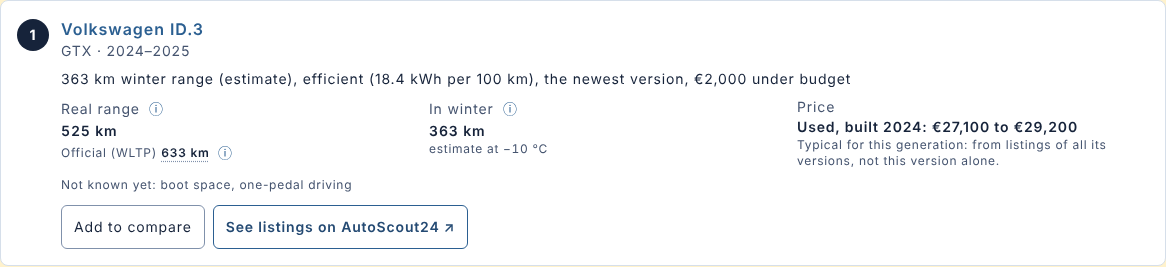 1
Volkswagen ID.3
GTX · 2024–2025
363 km winter range (estimate), efficient (18.4 kWh per 100 km), the newest version, €2,000 under budget
Real range ⓘ
525 km
Official (WLTP) 633 km ⓘ
In winter ⓘ
363 km
estimate at −10 °C
Price
Used, built 2024: €27,100 to €29,200
Typical for this generation: from listings of all its
versions, not this version alone.
Not known yet: boot space, one-pedal driving
Add to compare
See listings on AutoScout24 ↗